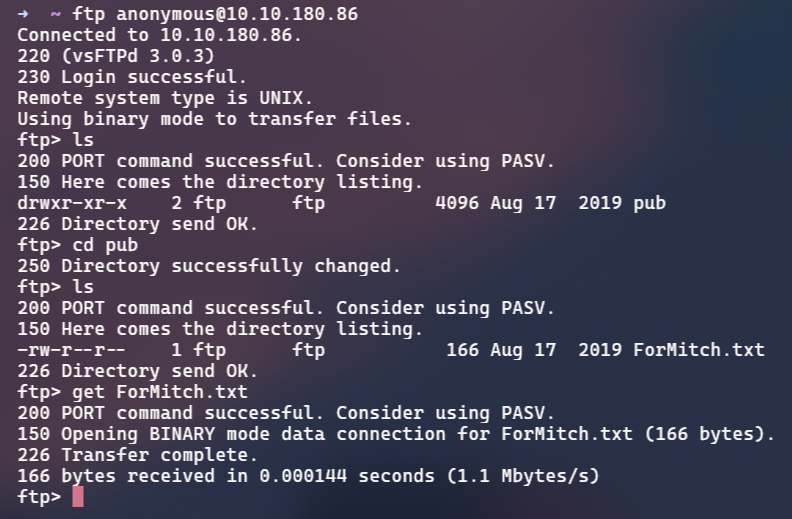 → ~ ftp anonymous@10.10.180.86
Connected to 10.10.180.86.
220 (vsFTPd 3.0.3)
230 Login successful.
Remote system type is UNIX.
Using binary mode to transfer files.
ftp> ls
200 PORT command successful. Consider using PASV.
150 Here comes the directory listing.
drwxr-xr-x    2 ftp      ftp          4096 Aug 17  2019 pub
226 Directory send OK.
ftp> cd pub
250 Directory successfully changed.
ftp> ls
200 PORT command successful. Consider using PASV.
150 Here comes the directory listing.
-rw-r--r--    1 ftp      ftp           166 Aug 17  2019 ForMitch.txt
226 Directory send OK.
ftp> get ForMitch.txt
200 PORT command successful. Consider using PASV.
150 Opening BINARY mode data connection for ForMitch.txt (166 bytes).
226 Transfer complete.
166 bytes received in 0.000144 seconds (1.1 Mbytes/s)
ftp>